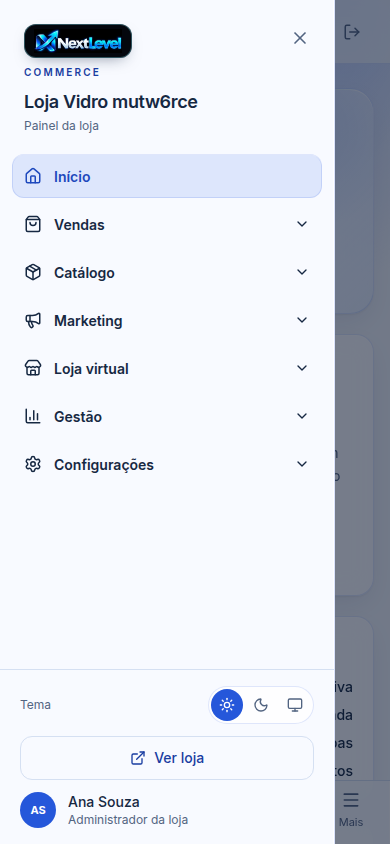 NextLevel
COMMERCE
Loja Vidro mutw6rce
Painel da loja
Início
Vendas
Catálogo
Marketing
Loja virtual
Gestão
Configurações
Tema
Ver loja
AS
Ana Souza
Administrador da loja
Mais